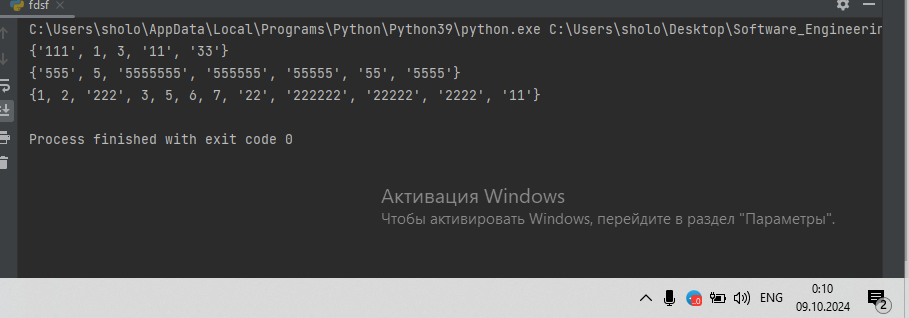 fdsf
C:\Users\sholo\AppData\Local\Programs\Python\Python39\python.exe C:\Users\sholo\Desktop\Software_Engineerin
{'111', 1, 3, '11', '33'}
{'555', 5, '5555555', '555555', '55555', '55', '5555'}
{1, 2, '222', 3, 5, 6, 7, '22', '222222', '22222', '2222', '11'}
Process finished with exit code 0
Активация Windows
Чтобы активировать Windows, перейдите в раздел "Параметры".
ENG
0:10
09.10.2024
2